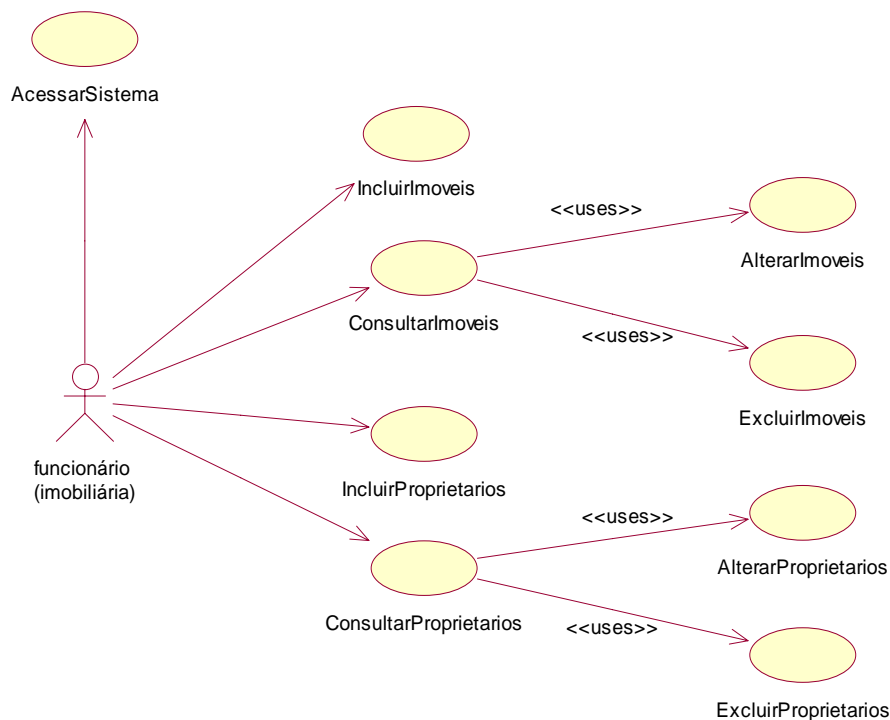 AcessarSistema
IncluirImoveis
<<uses>>
AlterarImoveis
ConsultarImoveis
<<uses>>
ExcluirImoveis
funcionário
(imobiliária)
IncluirProprietarios
<<uses>>
AlterarProprietarios
ConsultarProprietarios
<<uses>>
ExcluirProprietarios